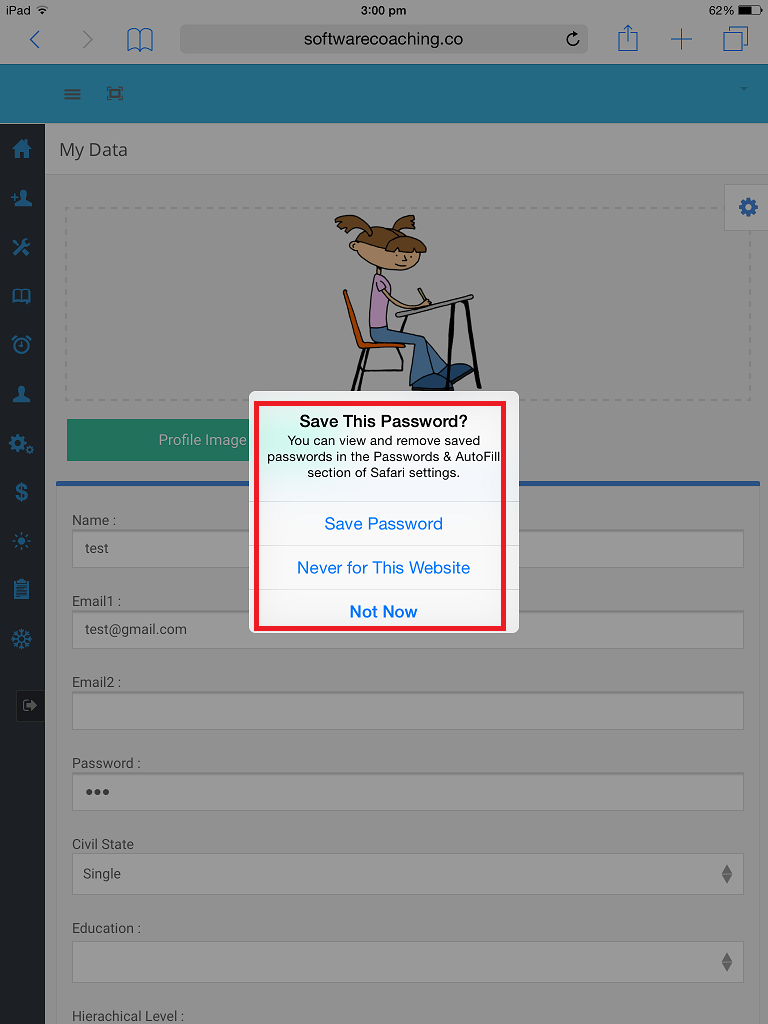 iPad 3:00 pm 62%
softwarecoaching.co
My Data
Profile Image
Save This Password?
You can view and remove saved
passwords in the Passwords & AutoFill
section of Safari settings.
Save Password
Never for This Website
Not Now
Name :
test
Email1 :
test@gmail.com
Email2 :
Password :
•••
Civil State
Single
Education :
Hierachical Level :